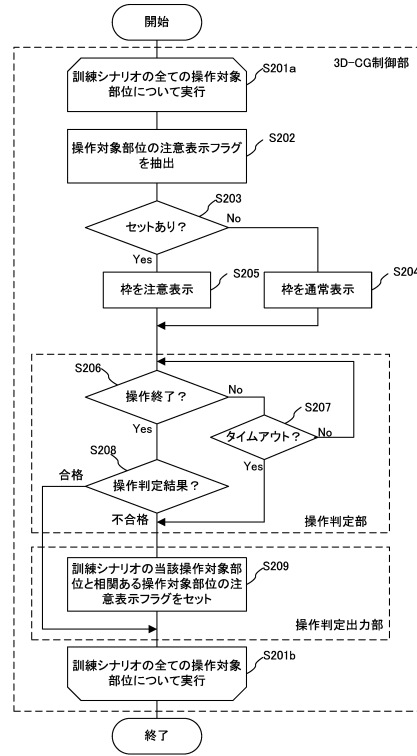 開始
3D-CG制御部
S201a
訓練シナリオの全ての操作対象
部位について実行
S202
操作対象部位の注意表示フラグ
を抽出
S203
セットあり？
No
Yes
S205
S204
枠を注意表示
枠を通常表示
S206
操作終了？
No
S207
Yes
タイムアウト？
No
S208
Yes
合格
操作判定結果？
不合格
操作判定部
S209
訓練シナリオの当該操作対象部
位と相関ある操作対象部位の注
意表示フラグをセット
操作判定出力部
S201b
訓練シナリオの全ての操作対象
部位について実行
終了